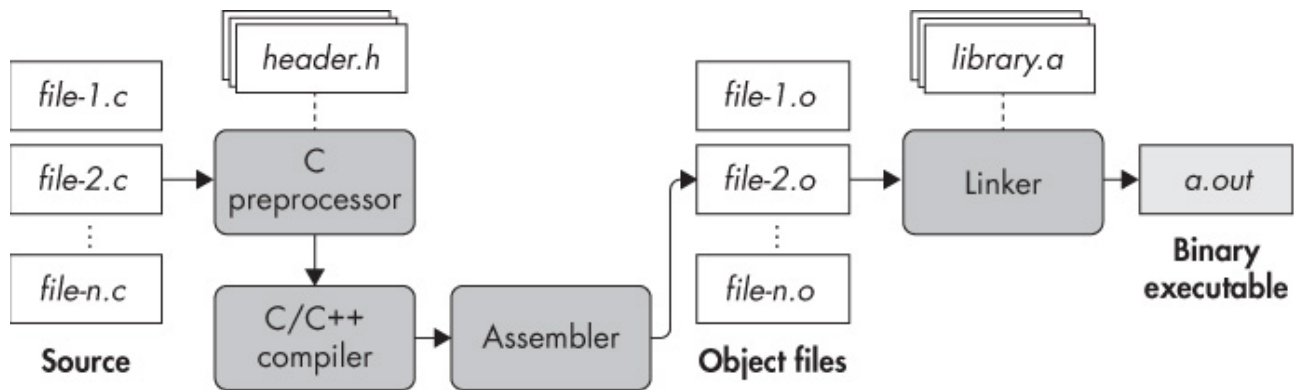 header.h
library.a
file-1.c
file-1.o
file-2.c
C
preprocessor
file-2.o
Linker
a.out
file-n.c
C/C++
compiler
Assembler
file-n.o
Binary
executable
Source
Object files